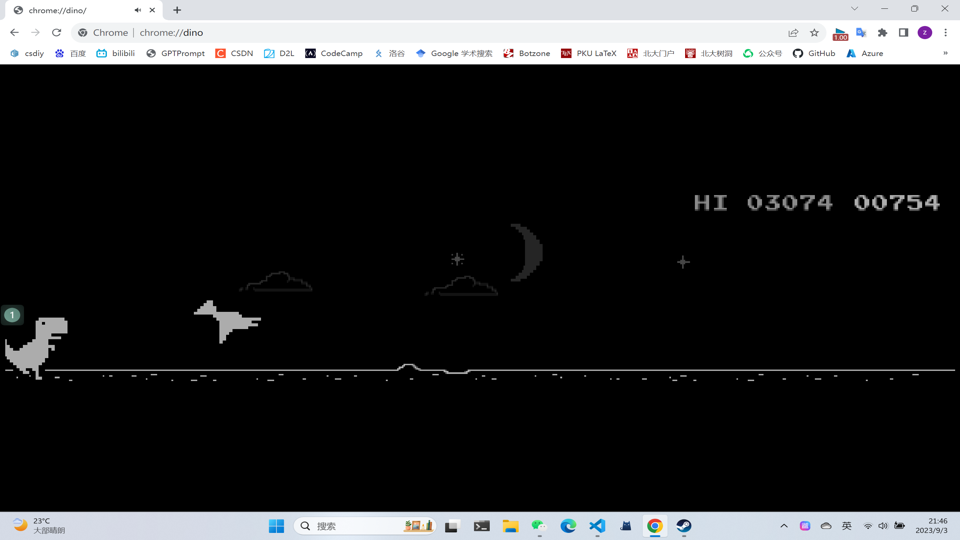 chrome://dino/
Chrome | chrome://dino
1.00
z
csdiy 百度 bilibili GPTPrompt CSDN D2L CodeCamp 洛谷 Google 学术搜索 Botzone PKU LaTeX 北大门户 北大树洞 公众号 GitHub Azure »
HI 03074 00754
1
23°C
大部晴朗
搜索
英
21:46
2023/9/3